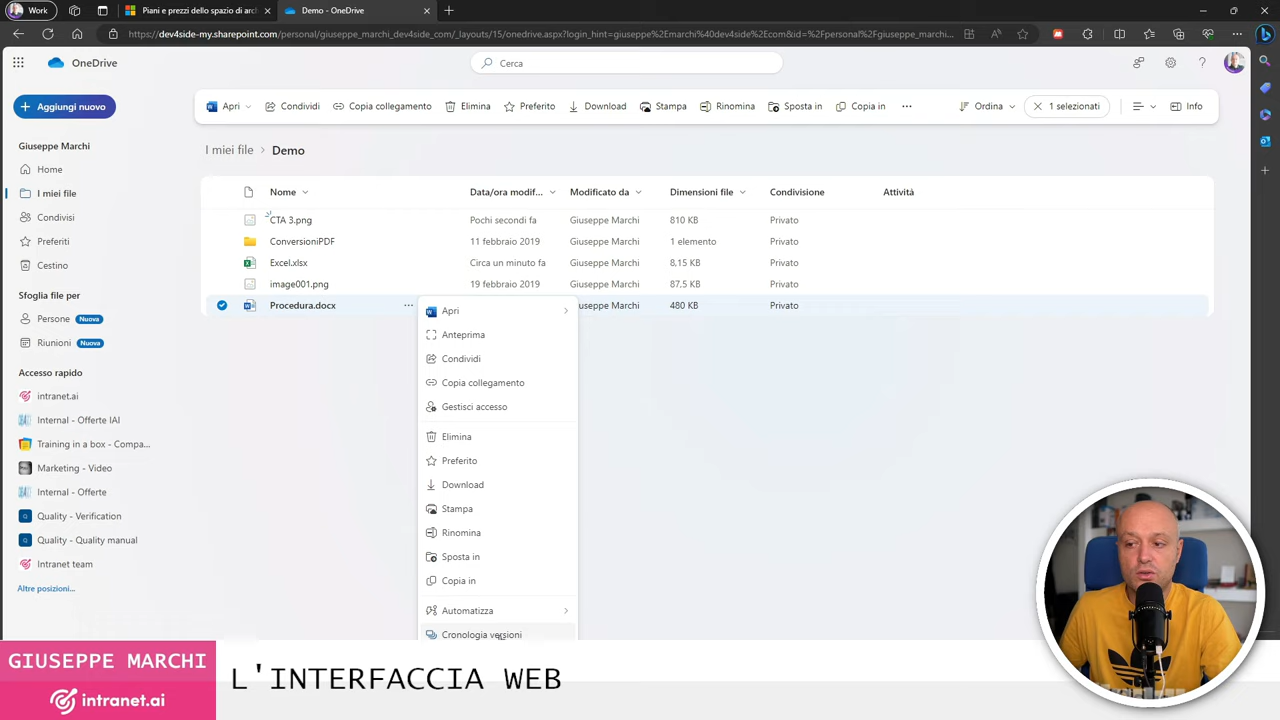 Work
Piani e prezzi dello spazio di arc
Demo - OneDrive
https://dev4side-my.sharepoint.com/personal/giuseppe_marchi_dev4side_com/_layouts/15/onedrive.aspx?login_hint=giuseppe%2Emarchi%40dev4side%2Ecom&id=%2Fpersonal%2Fgiuseppe_marc...
OneDrive
Cerca
Aggiungi nuovo
Apri
Condividi
Copia collegamento
Elimina
Preferito
Download
Stampa
Rinomina
Sposta in
Copia in
...
Ordina
1 selezionati
Info
Giuseppe Marchi
Home
I miei file
Condivisi
Preferiti
Cestino
Sfoglia file per
Persone Nuova
Riunioni Nuova
Accesso rapido
intranet.ai
Internal - Offerte IAI
Training in a box - Compa...
Marketing - Video
Internal - Offerte
Quality - Verification
Quality - Quality manual
Intranet team
Altre posizioni...
I miei file > Demo
Nome Data/ora modif... Modificato da Dimensioni file Condivisione Attività
CTA 3.png Pochi secondi fa Giuseppe Marchi 810 KB Privato
ConversioniPDF 11 febbraio 2019 Giuseppe Marchi 1 elemento Privato
Excel.xlsx Circa un minuto fa Giuseppe Marchi 8,15 KB Privato
image001.png 19 febbraio 2019 Giuseppe Marchi 87.5 KB Privato
Procedura.docx ... iuseppe Marchi 480 KB Privato
Apri
Anteprima
Condividi
Copia collegamento
Gestisci accesso
Elimina
Preferito
Download
Stampa
Rinomina
Sposta in
Copia in
Automatizza
Cronologia versioni
GIUSEPPE MARCHI
intranet.ai
L'INTERFACCIA WEB